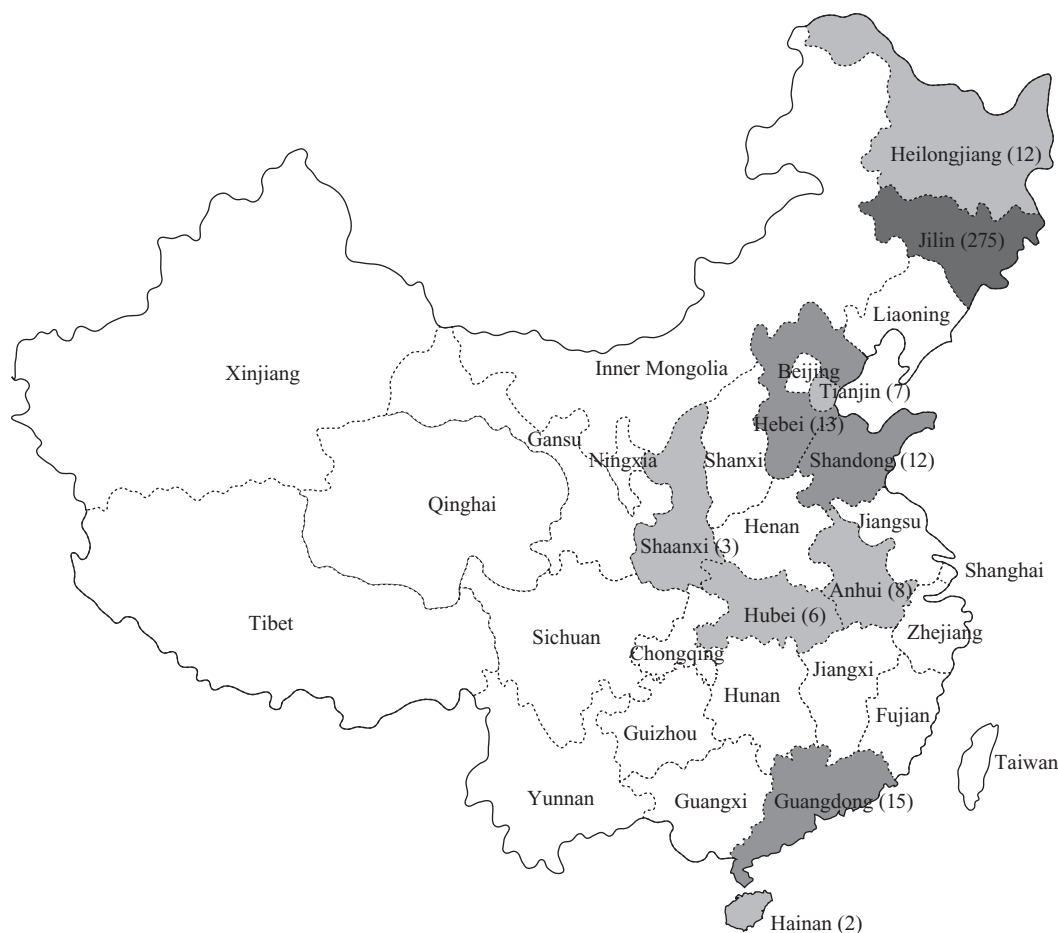 Heilongjiang (12)
Jilin (275)
Liaoning
Inner Mongolia
Beijing
Xinjiang
Tianjin (7)
Hebei (13)
Gansu
Ningxia
Shanxi
Shandong (12)
Qinghai
Henan
Jiangsu
Shaanxi (3)
Shanghai
Anhui (8)
Hubei (6)
Tibet
Sichuan
Zhejiang
Chongqing
Jiangxi
Hunan
Fujian
Guizhou
Taiwan
Yunnan
Guangxi
Guangdong (15)
Hainan (2)